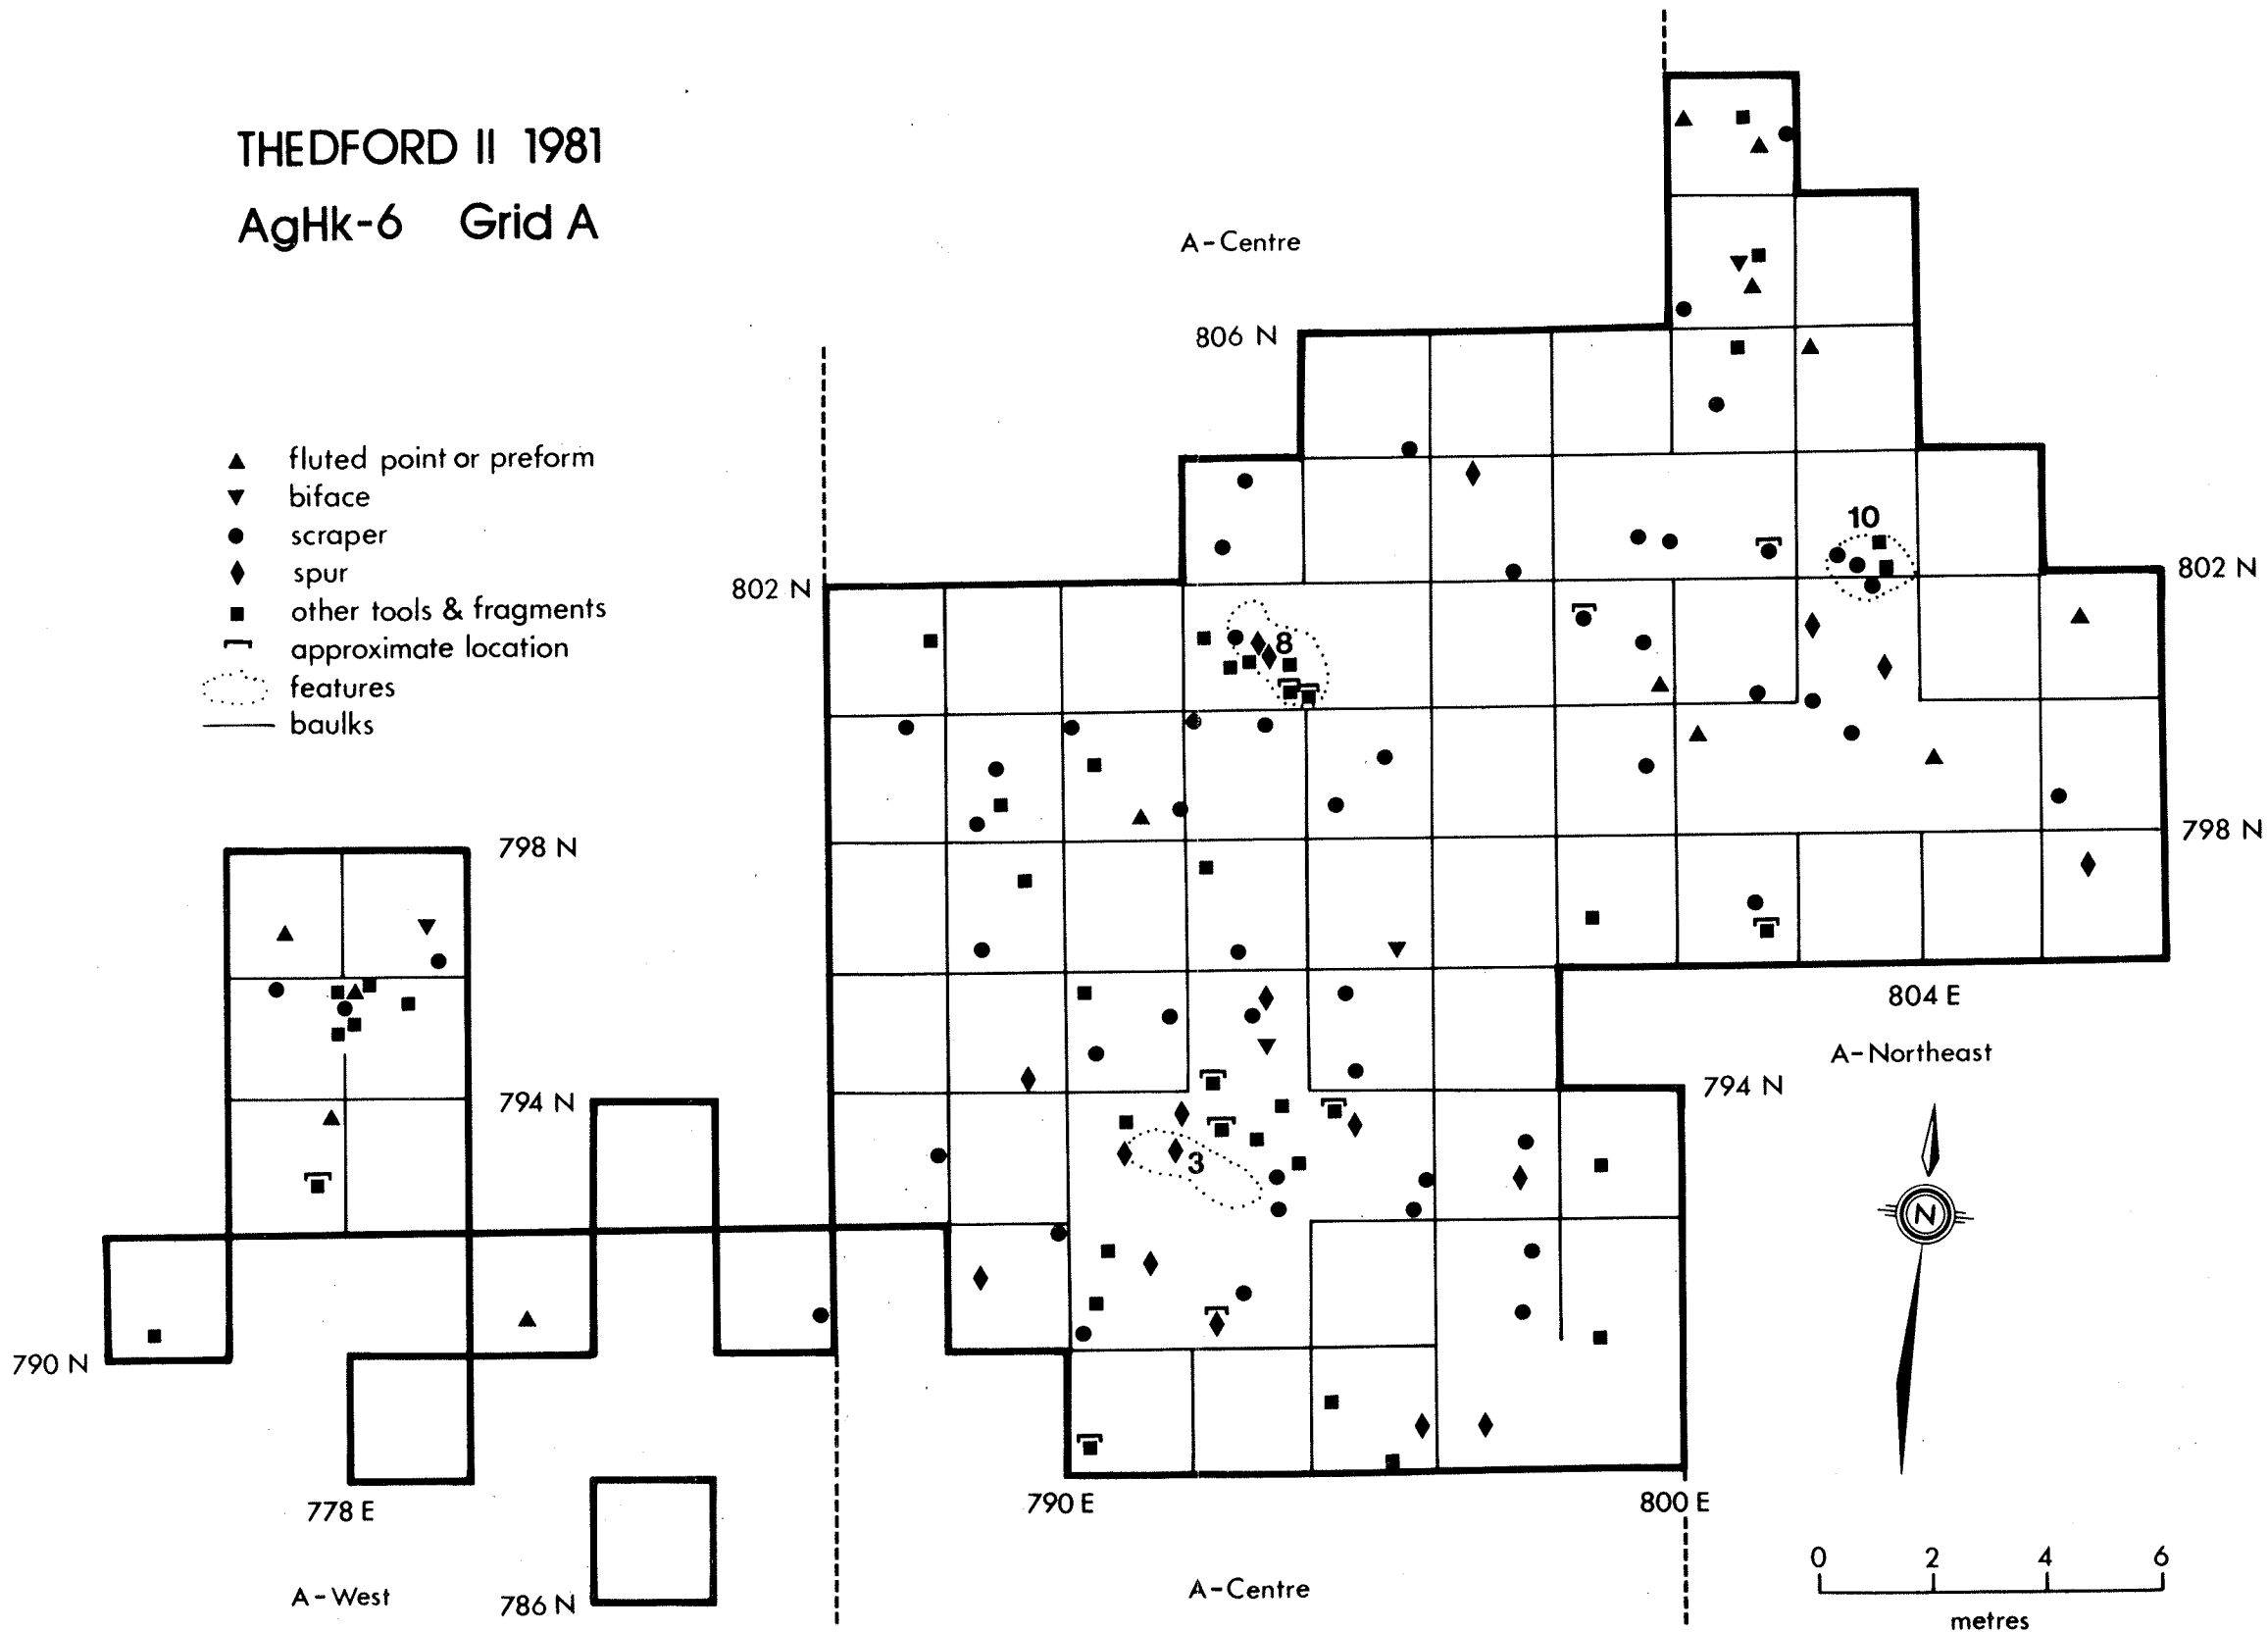 THEDFORD II 1981
AgHk-6 Grid A
A-Centre
806 N
fluted point or preform
biface
scraper
spur
other tools & fragments
approximate location
features
baulks
10
802 N
802 N
8
798 N
798 N
804 E
A-Northeast
794 N
794 N
3
N
790 N
778 E
790 E
800 E
A-West
786 N
A-Centre
0 2 4 6
metres